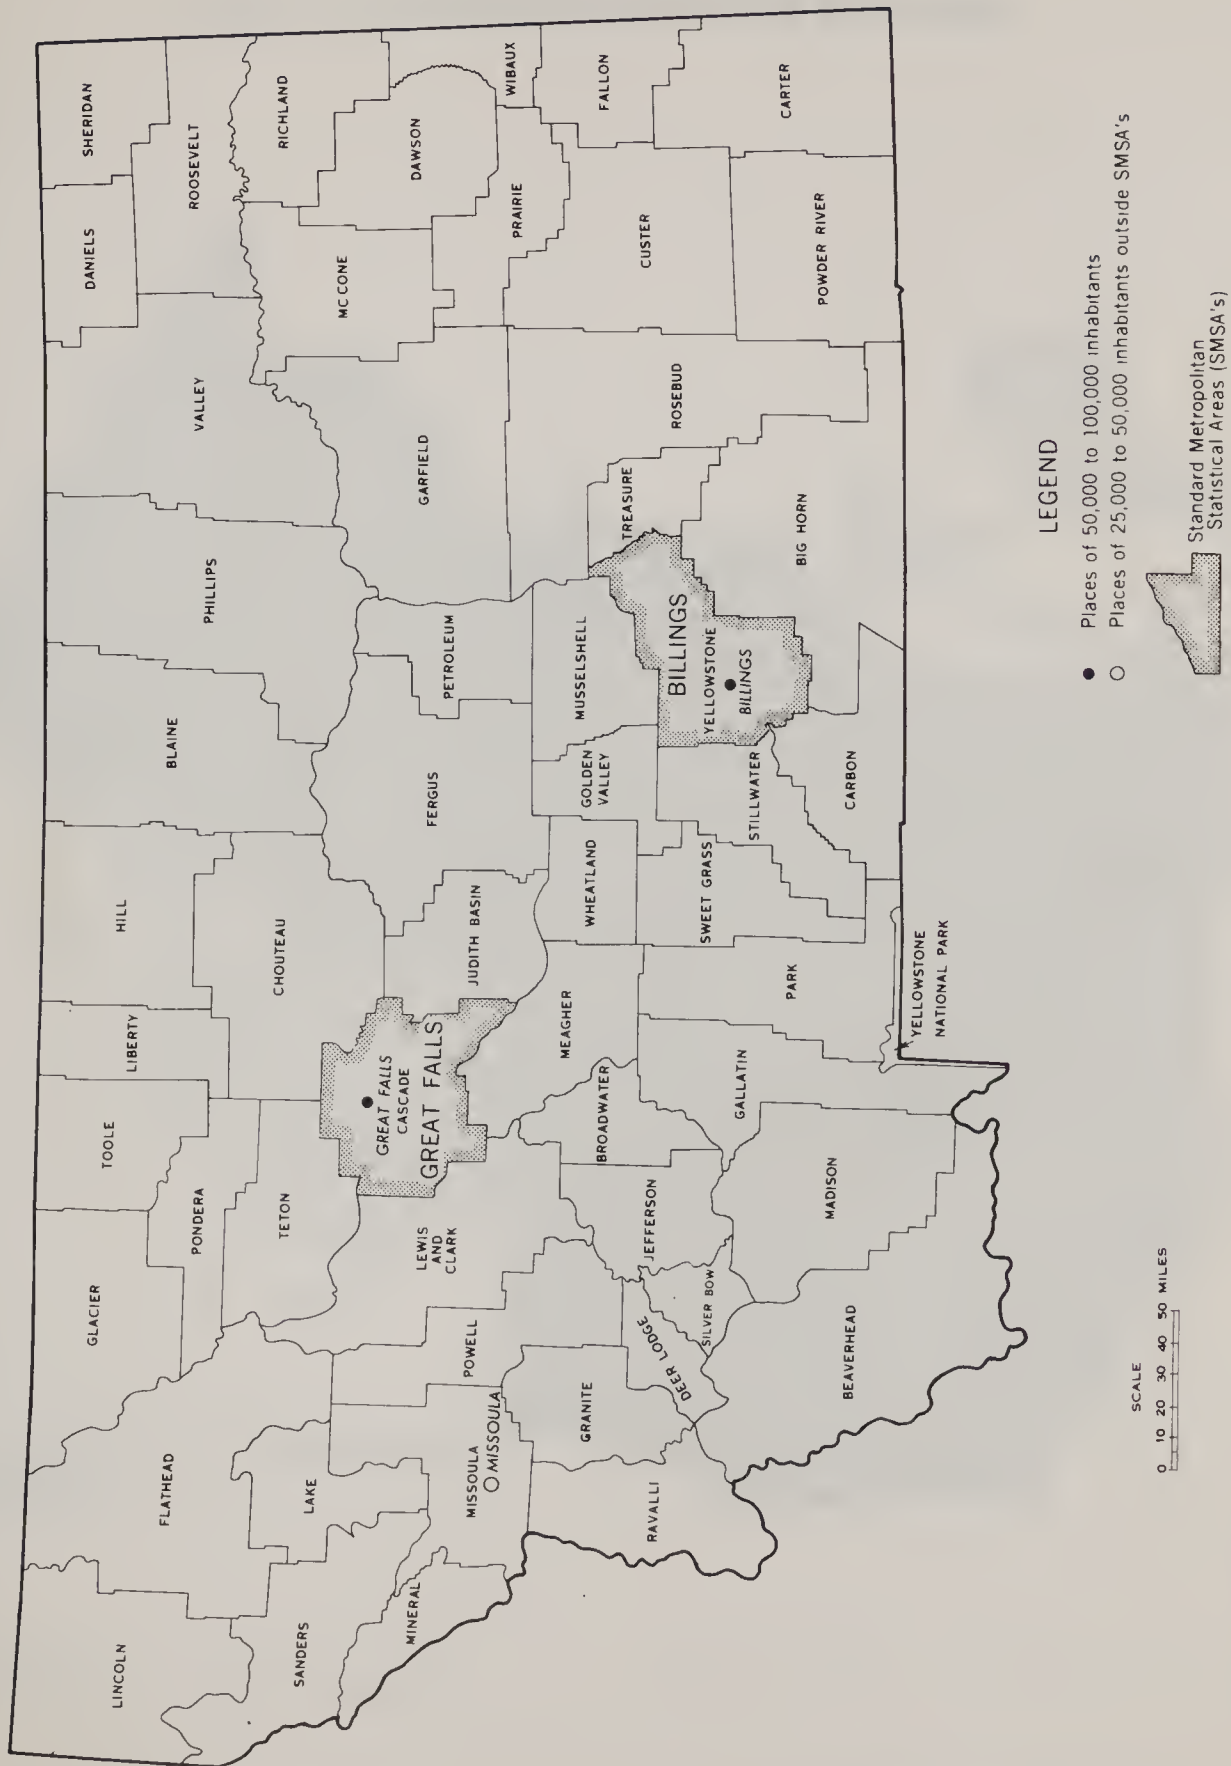 LINCOLN
FLATHEAD
GLACIER
TOOLE
LIBERTY
HILL
BLAINE
PHILLIPS
VALLEY
DANIELS
SHERIDAN
ROOSEVELT
SANDERS
LAKE
PONDERA
TETON
CHOUTEAU
RICHLAND
MC CONE
DAWSON
WIBAUX
MINERAL
MISSOULA
MISSOULA
POWELL
LEWIS
AND
CLARK
GREAT FALLS
CASCADE
GREAT FALLS
JUDITH BASIN
FERGUS
PETROLEUM
GARFIELD
PRAIRIE
FALLON
RAVALLI
GRANITE
DEER LODGE
SILVER BOW
JEFFERSON
BROADWATER
MEAGHER
WHEATLAND
GOLDEN
VALLEY
MUSSELSHELL
TREASURE
ROSEBUD
CUSTER
CARTER
BEAVERHEAD
MADISON
GALLATIN
PARK
SWEET GRASS
STILLWATER
BILLINGS
YELLOWSTONE
BILLINGS
CARBON
BIG HORN
POWDER RIVER
YELLOWSTONE
NATIONAL PARK
LEGEND
Places of 50,000 to 100,000 inhabitants
Places of 25,000 to 50,000 inhabitants outside SMSA's
Standard Metropolitan
Statistical Areas (SMSA's)
SCALE
0 10 20 30 40 50 MILES